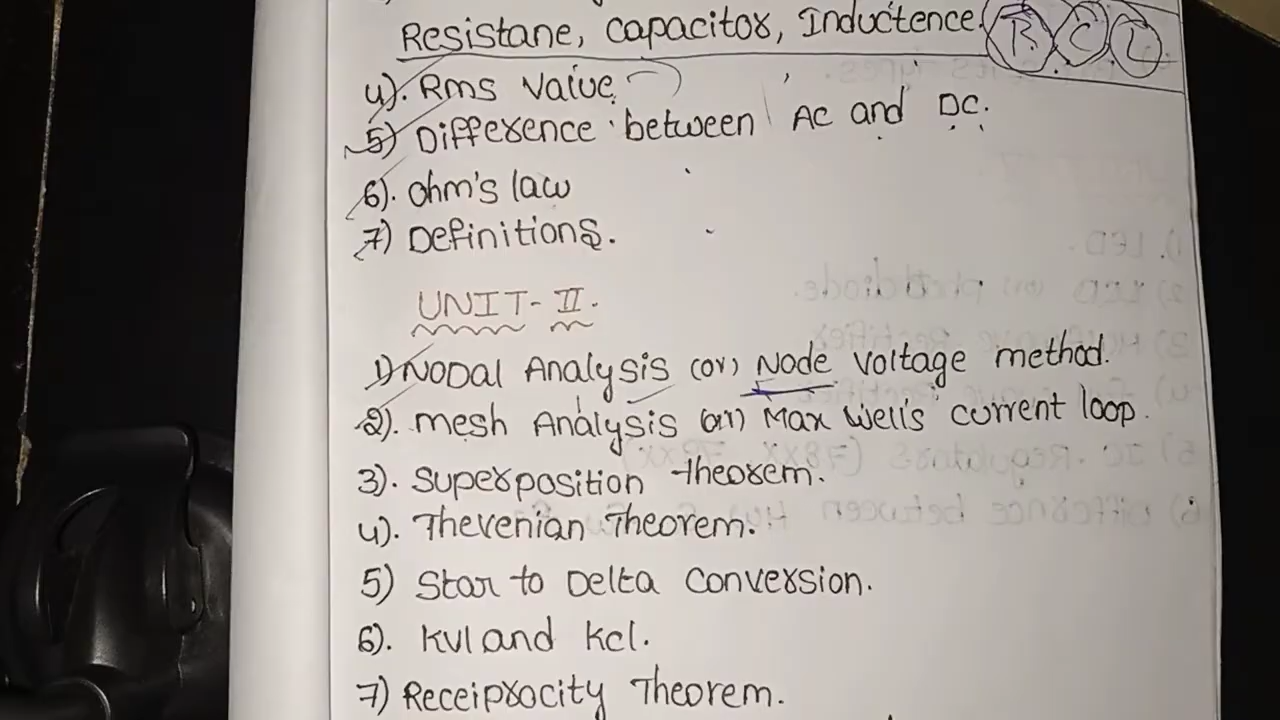 Resistane, capacitor, Inductence. R C L
4). Rms Value
5) Difference between AC and DC.
6). ohm's law
7) Definitions.
UNIT-II.
1) Nodal Analysis (or) Node Voltage method.
2). mesh Analysis (or) Max Well's current loop.
3). Superposition theorem.
4). Thevenian Theorem.
5) Star to Delta Conversion.
6). Kvl and Kcl.
7) Receiprocity Theorem.